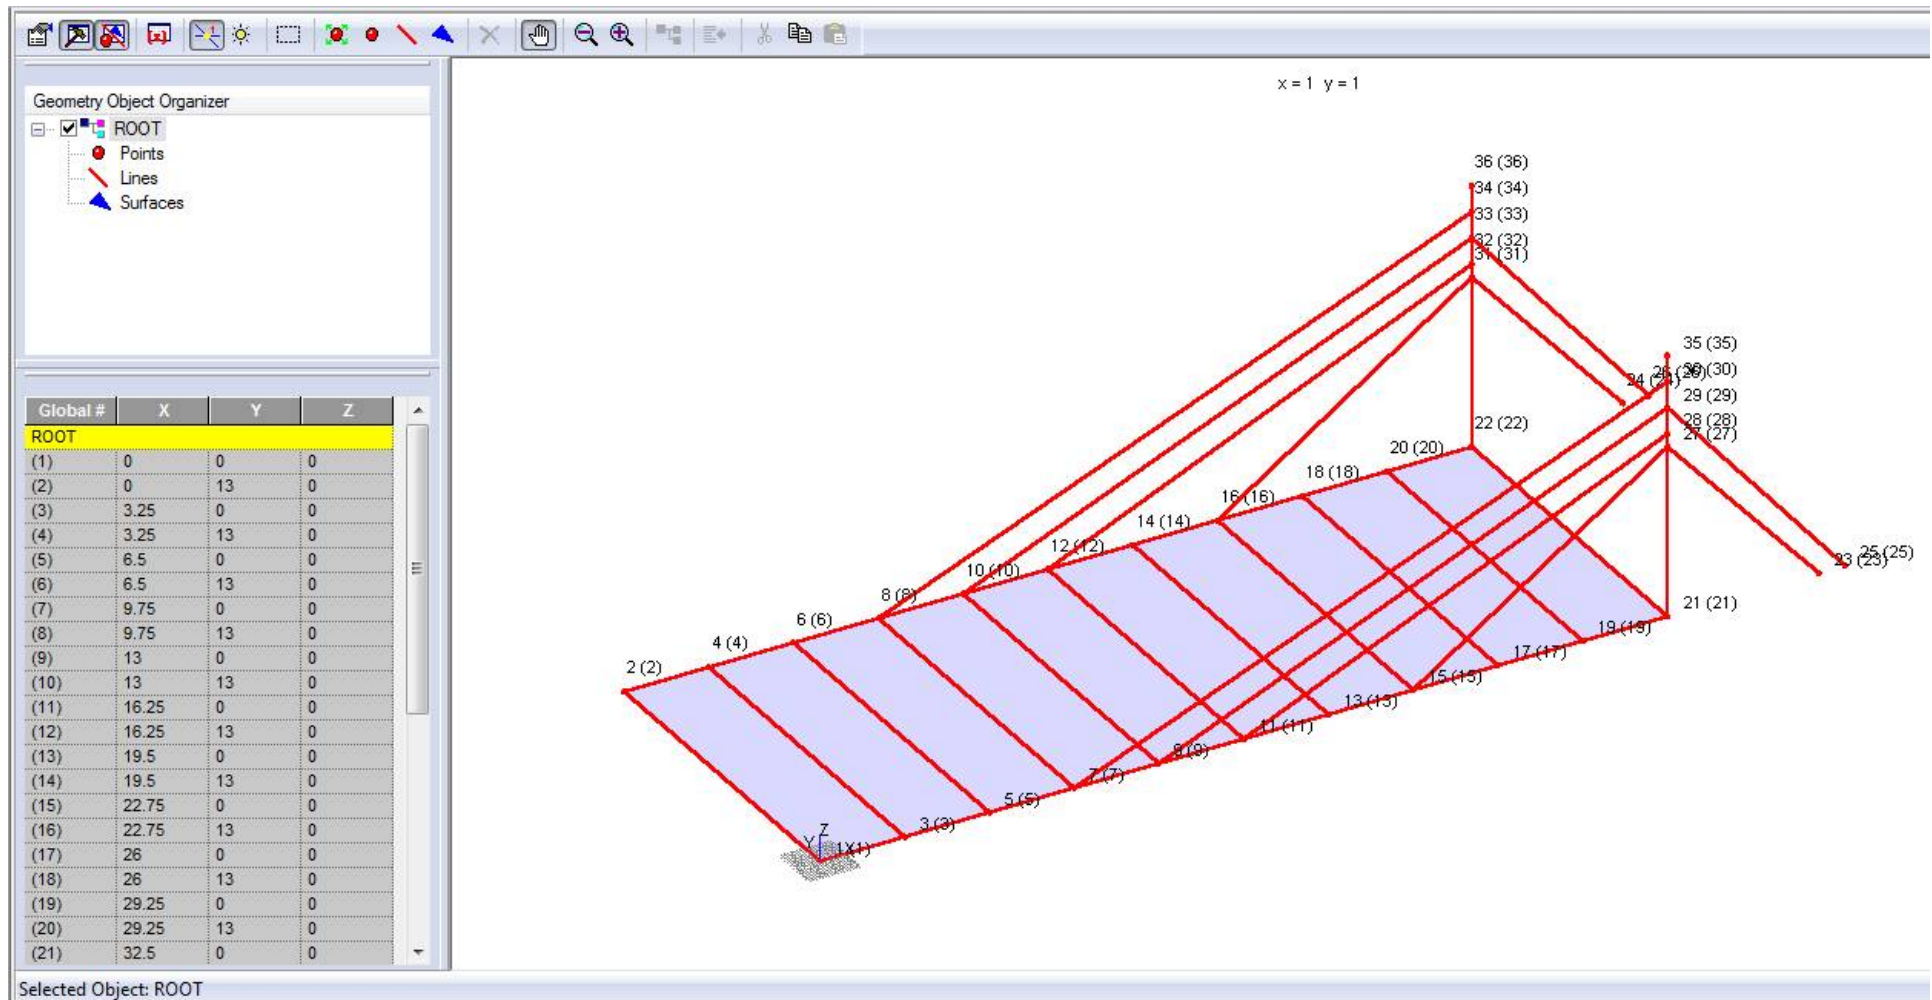 Geometry Object Organizer
ROOT
Points
Lines
Surfaces
Global # X Y Z
ROOT
(1) 0 0 0
(2) 0 13 0
(3) 3.25 0 0
(4) 3.25 13 0
(5) 6.5 0 0
(6) 6.5 13 0
(7) 9.75 0 0
(8) 9.75 13 0
(9) 13 0 0
(10) 13 13 0
(11) 16.25 0 0
(12) 16.25 13 0
(13) 19.5 0 0
(14) 19.5 13 0
(15) 22.75 0 0
(16) 22.75 13 0
(17) 26 0 0
(18) 26 13 0
(19) 29.25 0 0
(20) 29.25 13 0
(21) 32.5 0 0
x = 1 y = 1
36 (36)
34 (34)
33 (33)
32 (32)
31 (31)
35 (35)
24 (24)
30 (30)
29 (29)
28 (28)
27 (27)
22 (22)
20 (20)
18 (18)
16 (16)
14 (14)
12 (12)
10 (10)
8 (8)
6 (6)
4 (4)
2 (2)
25 (25)
23 (23)
21 (21)
19 (19)
17 (17)
15 (15)
13 (13)
11 (11)
9 (9)
7 (7)
5 (5)
3 (3)
Z
Y
Selected Object: ROOT